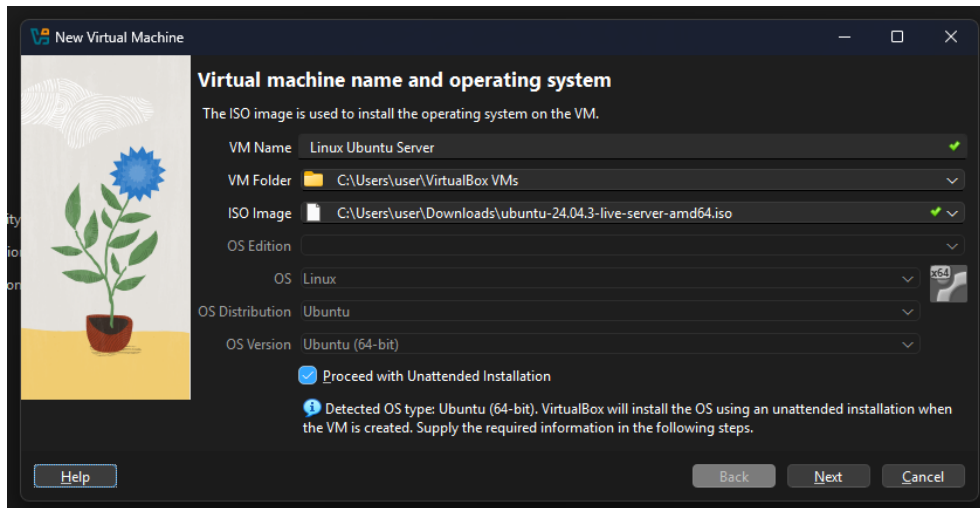 New Virtual Machine
Virtual machine name and operating system
The ISO image is used to install the operating system on the VM.
VM Name Linux Ubuntu Server
VM Folder C:\Users\user\VirtualBox VMs
ISO Image C:\Users\user\Downloads\ubuntu-24.04.3-live-server-amd64.iso
OS Edition
OS Linux
x64
OS Distribution Ubuntu
OS Version Ubuntu (64-bit)
Proceed with Unattended Installation
Detected OS type: Ubuntu (64-bit). VirtualBox will install the OS using an unattended installation when
the VM is created. Supply the required information in the following steps.
Help Back Next Cancel